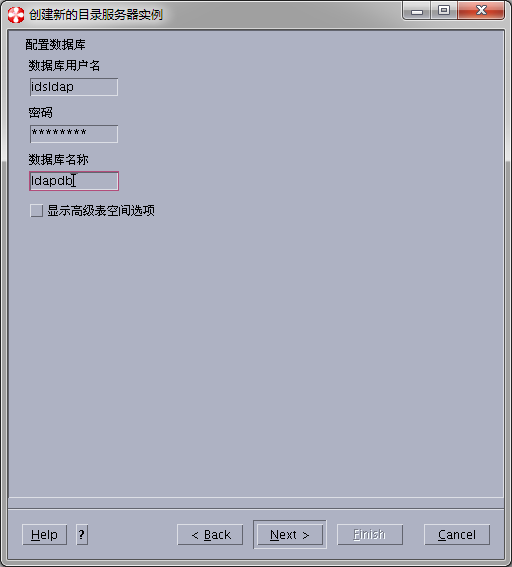 创建新的目录服务器实例
配置数据库
数据库用户名
idsldap
密码
********
数据库名称
ldapdb
显示高级表空间选项
Help ? < Back Next > Finish Cancel